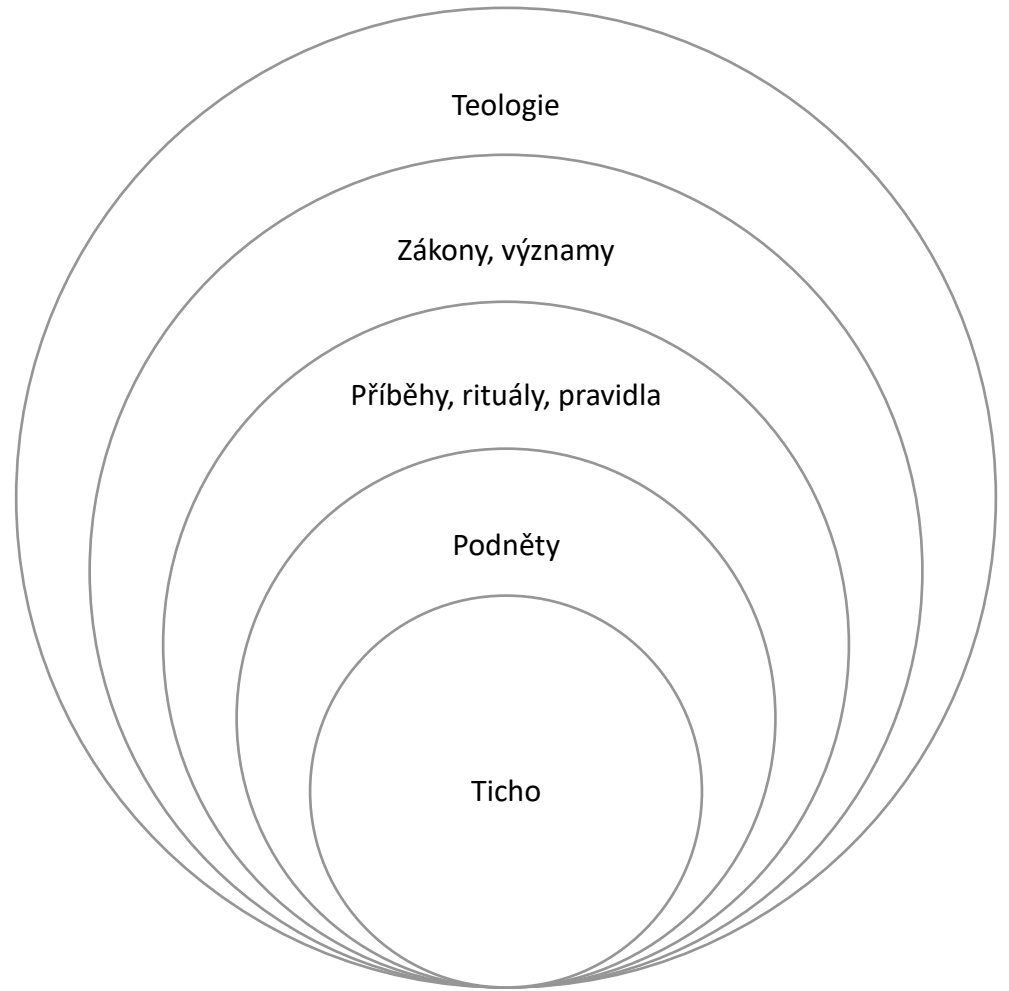 Teologie
Zákony, významy
Příběhy, rituály, pravidla
Podněty
Ticho